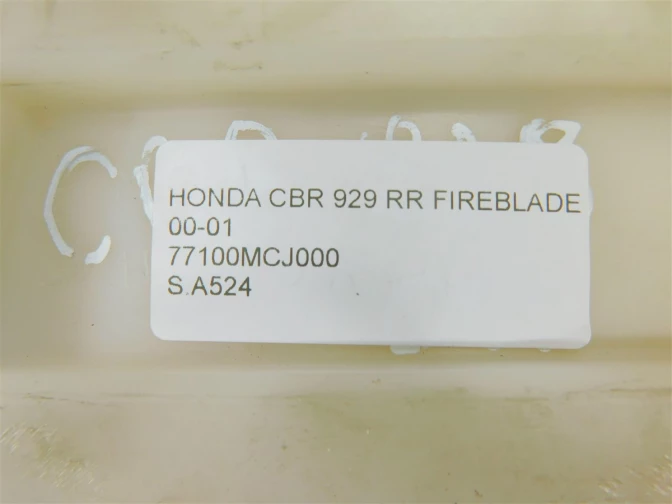 HONDA CBR 929 RR FIREBLADE
00-01
77100MCJ000
S.A524